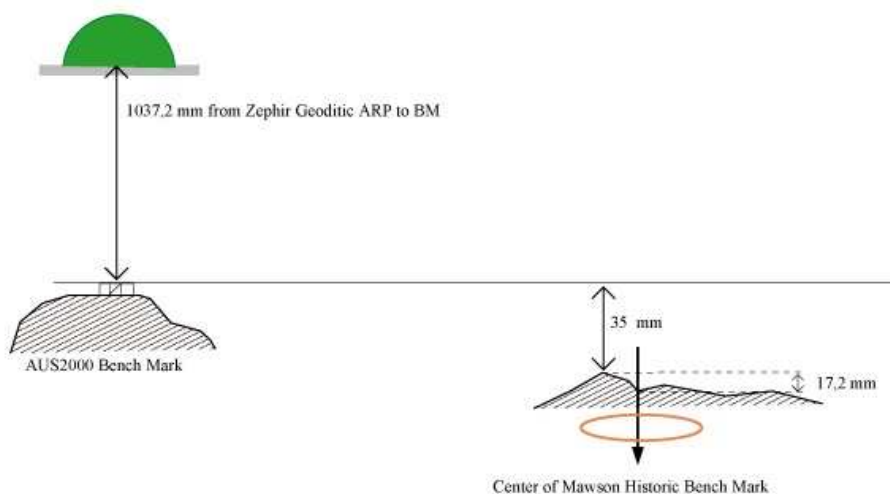 1037,2 mm from Zephir Geoditic ARP to BM
35 mm
AUS2000 Bench Mark
17,2 mm
Center of Mawson Historic Bench Mark